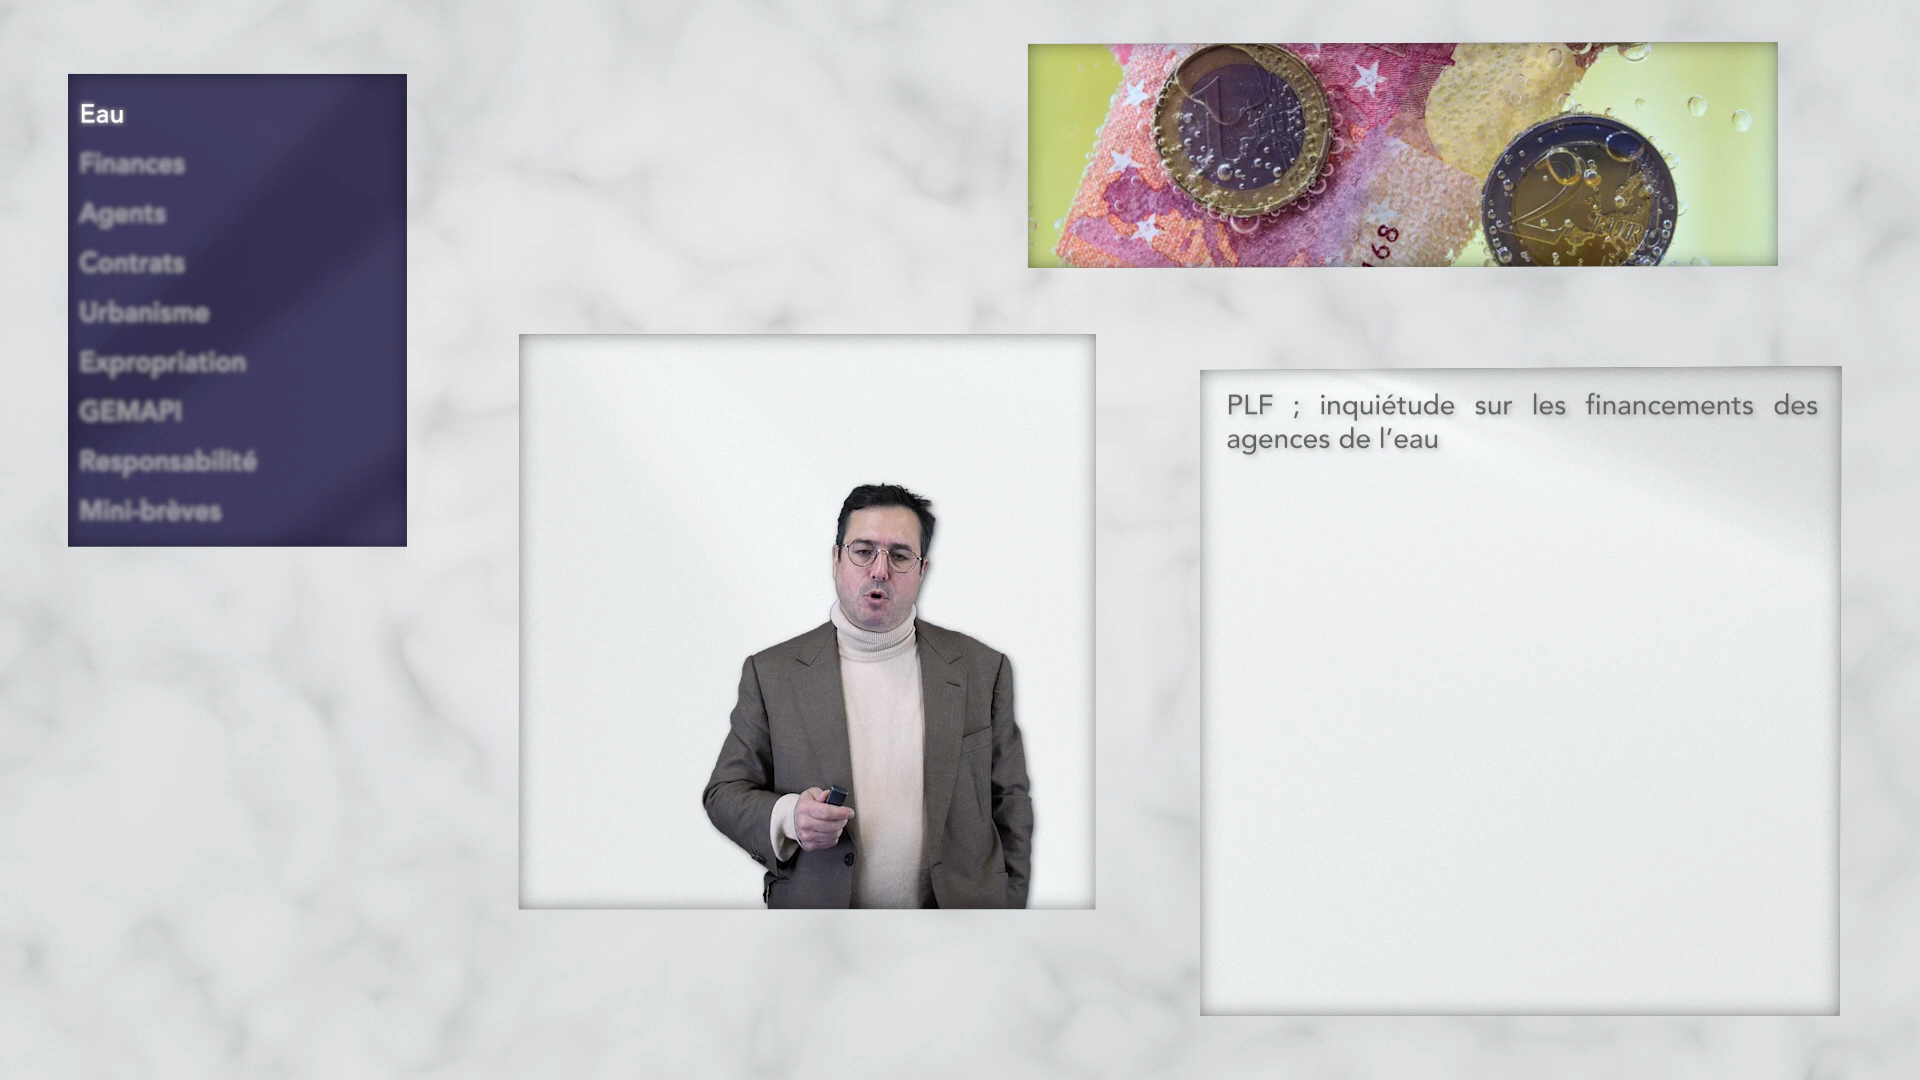 Eau
Finances
Agents
Contrats
Urbanisme
Expropriation
GEMAPI
Responsabilité
Mini-brèves
168
PLF ; inquiétude sur les financements des
agences de l’eau